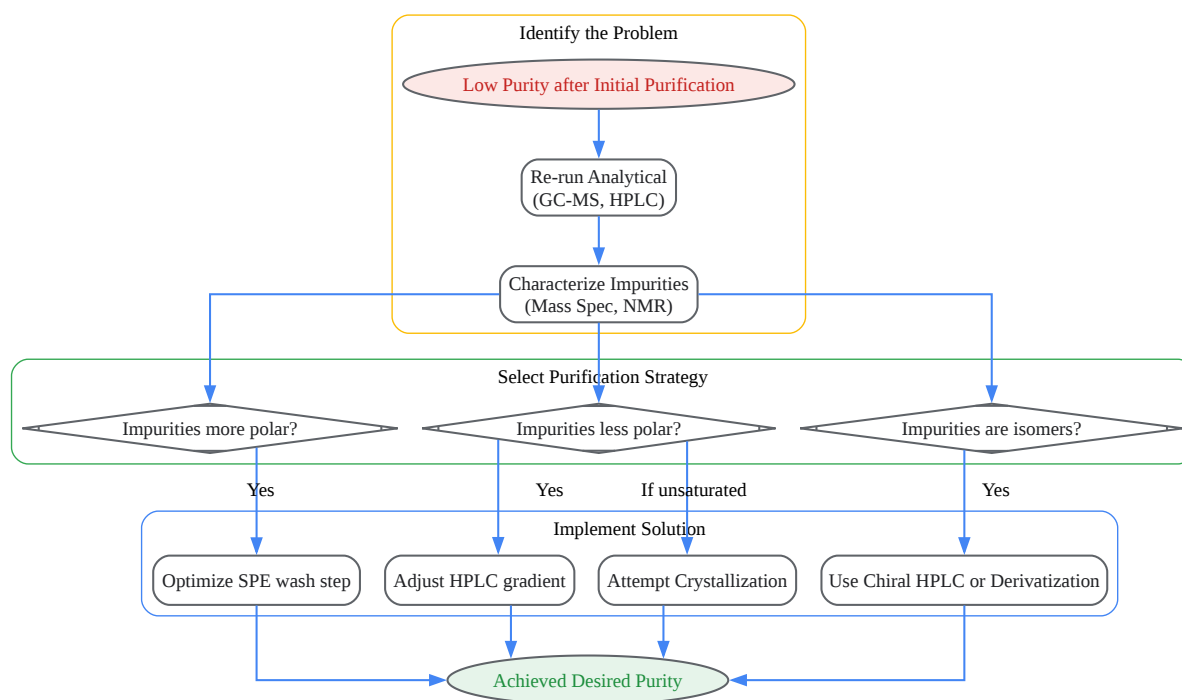 Identify the Problem
Low Purity after Initial Purification
Re-run Analytical
(GC-MS, HPLC)
Characterize Impurities
(Mass Spec, NMR)
Select Purification Strategy
Impurities more polar?
Impurities less polar?
Impurities are isomers?
Yes
Yes
If unsaturated
Yes
Implement Solution
Optimize SPE wash step
Adjust HPLC gradient
Attempt Crystallization
Use Chiral HPLC or Derivatization
Achieved Desired Purity